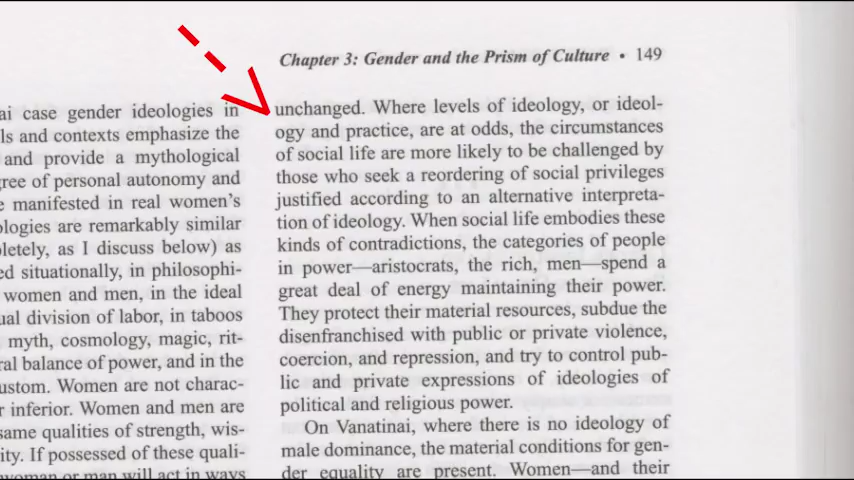 Chapter 3: Gender and the Prism of Culture • 149
ai case gender ideologies in
ls and contexts emphasize the
and provide a mythological
gree of personal autonomy and
e manifested in real women's
ologies are remarkably similar
pletely, as I discuss below) as
ed situationally, in philosophi-
women and men, in the ideal
ual division of labor, in taboos
myth, cosmology, magic, rit-
ral balance of power, and in the
ustom. Women are not charac-
r inferior. Women and men are
same qualities of strength, wis-
ity. If possessed of these quali-
woman or man will act in ways
unchanged. Where levels of ideology, or ideol-
ogy and practice, are at odds, the circumstances
of social life are more likely to be challenged by
those who seek a reordering of social privileges
justified according to an alternative interpreta-
tion of ideology. When social life embodies these
kinds of contradictions, the categories of people
in power—aristocrats, the rich, men—spend a
great deal of energy maintaining their power.
They protect their material resources, subdue the
disenfranchised with public or private violence,
coercion, and repression, and try to control pub-
lic and private expressions of ideologies of
political and religious power.
On Vanatinai, where there is no ideology of
male dominance, the material conditions for gen-
der equality are present. Women—and their